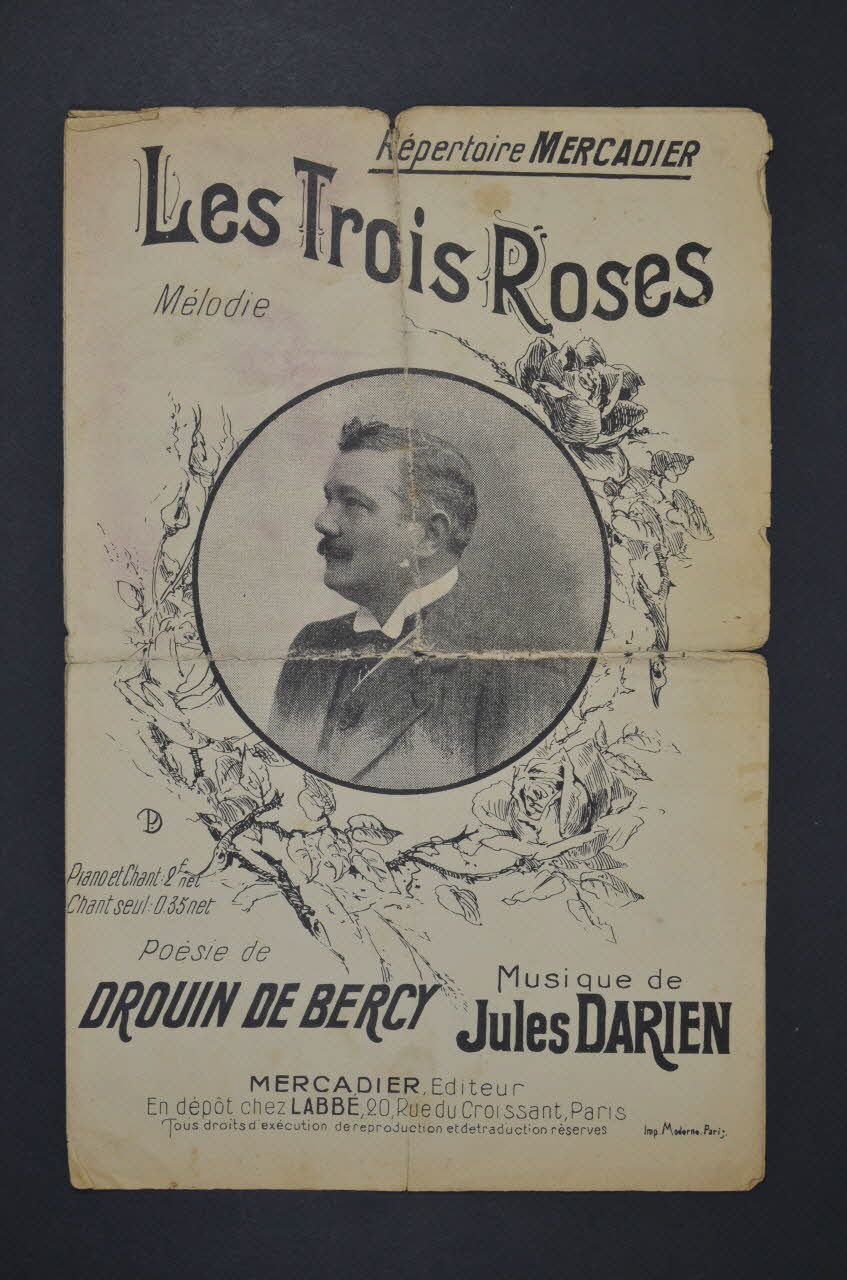 Répertoire MERCADIER
Les Trois Roses
Mélodie
Piano et Chant: 2f net
Chant seul: 0.35 net
Poésie de
DROUIN DE BERCY
Musique de
Jules DARIEN
MERCADIER, Editeur
En dépôt chez LABBÉ, 20, Rue du Croissant, Paris
Tous droits d'exécution de reproduction et de traduction réservés
Imp. Moderne. Paris.